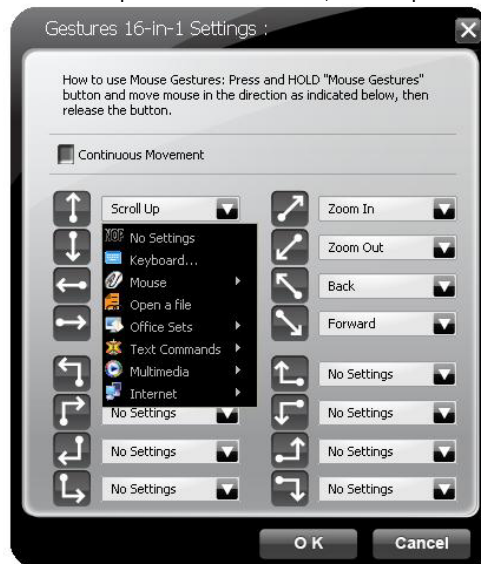 Gestures 16-in-1 Settings :
How to use Mouse Gestures: Press and HOLD "Mouse Gestures"
button and move mouse in the direction as indicated below, then
release the button.
Continuous Movement
Scroll Up
Zoom In
NOP No Settings
Keyboard...
Zoom Out
Mouse
Back
Open a file
Office Sets
Forward
Text Commands
Multimedia
No Settings
Internet
No Settings
No Settings
No Settings
No Settings
No Settings
No Settings
OK
Cancel